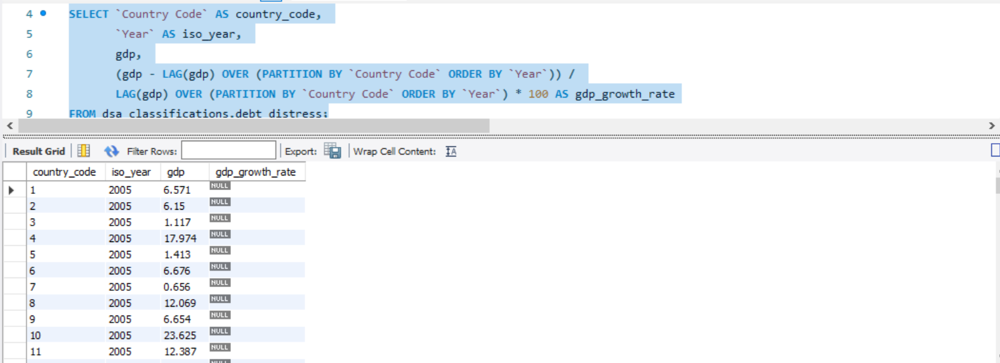 4 SELECT `Country Code` AS country_code,
5 `Year` AS iso_year,
6 gdp,
7 (gdp - LAG(gdp) OVER (PARTITION BY `Country Code` ORDER BY `Year`)) /
8 LAG(gdp) OVER (PARTITION BY `Country Code` ORDER BY `Year`) * 100 AS gdp_growth_rate
9 FROM dsa_classifications.debt_distress;
Result Grid Filter Rows: Export: Wrap Cell Content: IA
country_code iso_year gdp gdp_growth_rate
1 2005 6.571 NULL
2 2005 6.15 NULL
3 2005 1.117 NULL
4 2005 17.974 NULL
5 2005 1.413 NULL
6 2005 6.676 NULL
7 2005 0.656 NULL
8 2005 12.069 NULL
9 2005 6.654 NULL
10 2005 23.625 NULL
11 2005 12.387 NULL
NULL